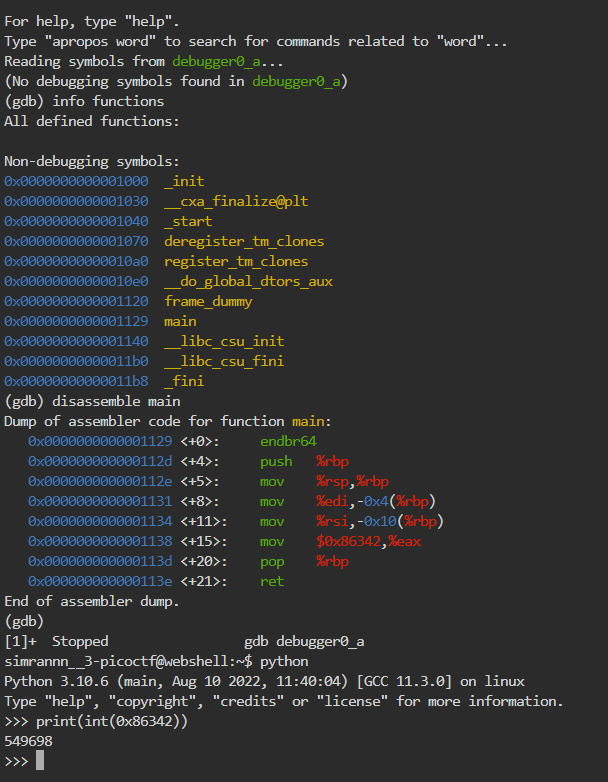 For help, type "help".
Type "apropos word" to search for commands related to "word"...
Reading symbols from debugger0_a...
(No debugging symbols found in debugger0_a)
(gdb) info functions
All defined functions:

Non-debugging symbols:
0x0000000000001000  _init
0x0000000000001030  __cxa_finalize@plt
0x0000000000001040  _start
0x0000000000001070  deregister_tm_clones
0x00000000000010a0  register_tm_clones
0x00000000000010e0  __do_global_dtors_aux
0x0000000000001120  frame_dummy
0x0000000000001129  main
0x0000000000001140  __libc_csu_init
0x00000000000011b0  __libc_csu_fini
0x00000000000011b8  _fini
(gdb) disassemble main
Dump of assembler code for function main:
   0x0000000000001129 <+0>:     endbr64
   0x000000000000112d <+4>:     push   %rbp
   0x000000000000112e <+5>:     mov    %rsp,%rbp
   0x0000000000001131 <+8>:     mov    %edi,-0x4(%rbp)
   0x0000000000001134 <+11>:    mov    %rsi,-0x10(%rbp)
   0x0000000000001138 <+15>:    mov    $0x86342,%eax
   0x000000000000113d <+20>:    pop    %rbp
   0x000000000000113e <+21>:    ret
End of assembler dump.
(gdb)
[1]+  Stopped                 gdb debugger0_a
simrannn__3-picoctf@webshell:~$ python
Python 3.10.6 (main, Aug 10 2022, 11:40:04) [GCC 11.3.0] on linux
Type "help", "copyright", "credits" or "license" for more information.
>>> print(int(0x86342))
549698
>>>